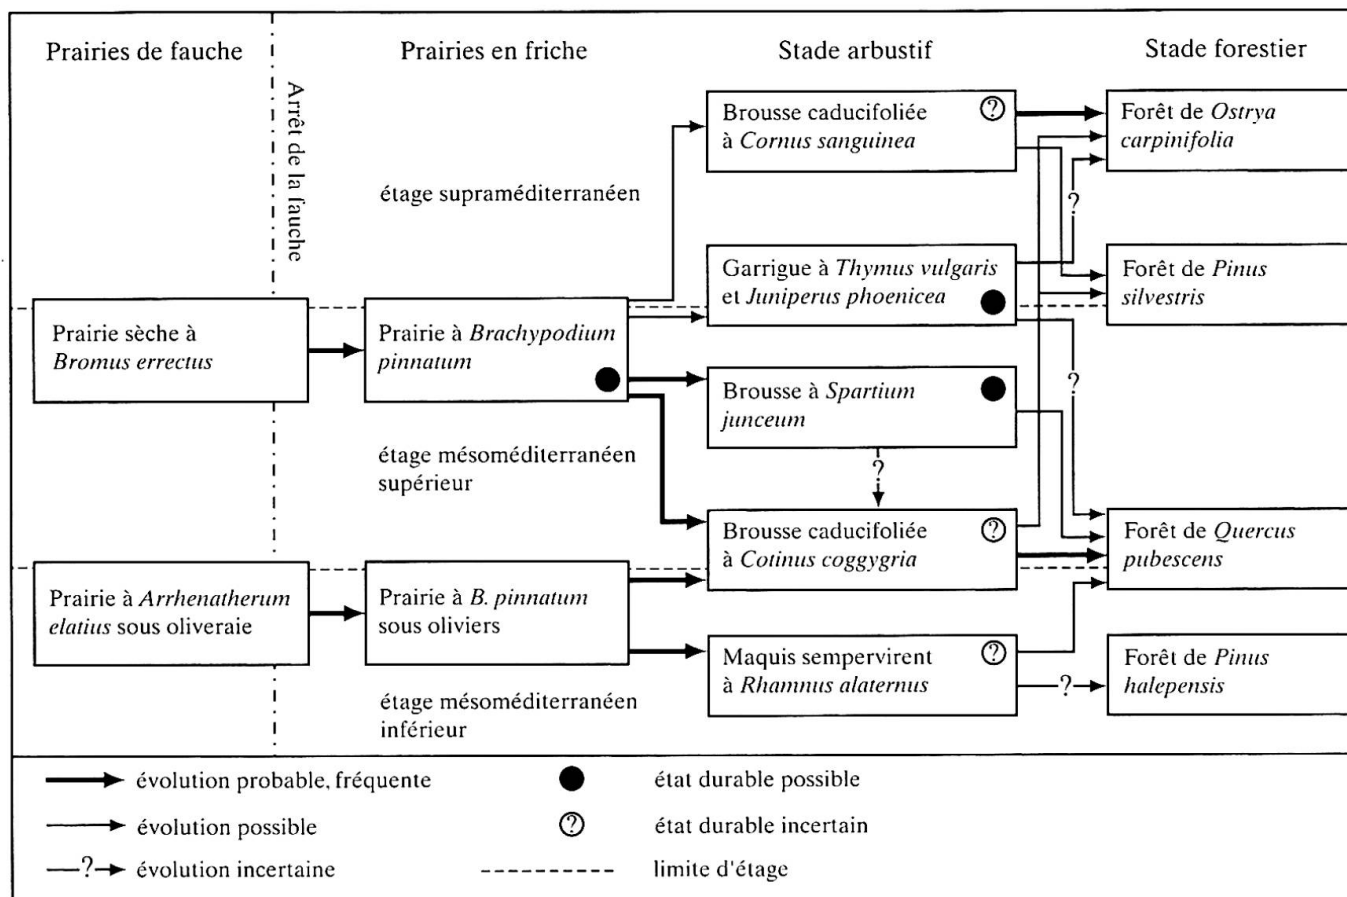 Prairies de fauche
Prairies en friche
Stade arbustif
Stade forestier
Arrêt de la fauche
Brousse caducifoliée
à Cornus sanguinea
?
Forêt de Ostrya
carpinifolia
étage supraméditerranéen
?
Garrigue à Thymus vulgaris
et Juniperus phoenicea
Forêt de Pinus
silvestris
Prairie sèche à
Bromus errectus
Prairie à Brachypodium
pinnatum
Brousse à Spartium
junceum
?
étage mésoméditerranéen
supérieur
?
Brousse caducifoliée
à Cotinus coggygria
?
Forêt de Quercus
pubescens
Prairie à Arrhenatherum
elatius sous oliveraie
Prairie à B. pinnatum
sous oliviers
Maquis sempervirent
à Rhamnus alaternus
?
?
Forêt de Pinus
halepensis
étage mésoméditerranéen
inférieur
évolution probable, fréquente
état durable possible
évolution possible
? état durable incertain
? évolution incertaine
limite d'étage